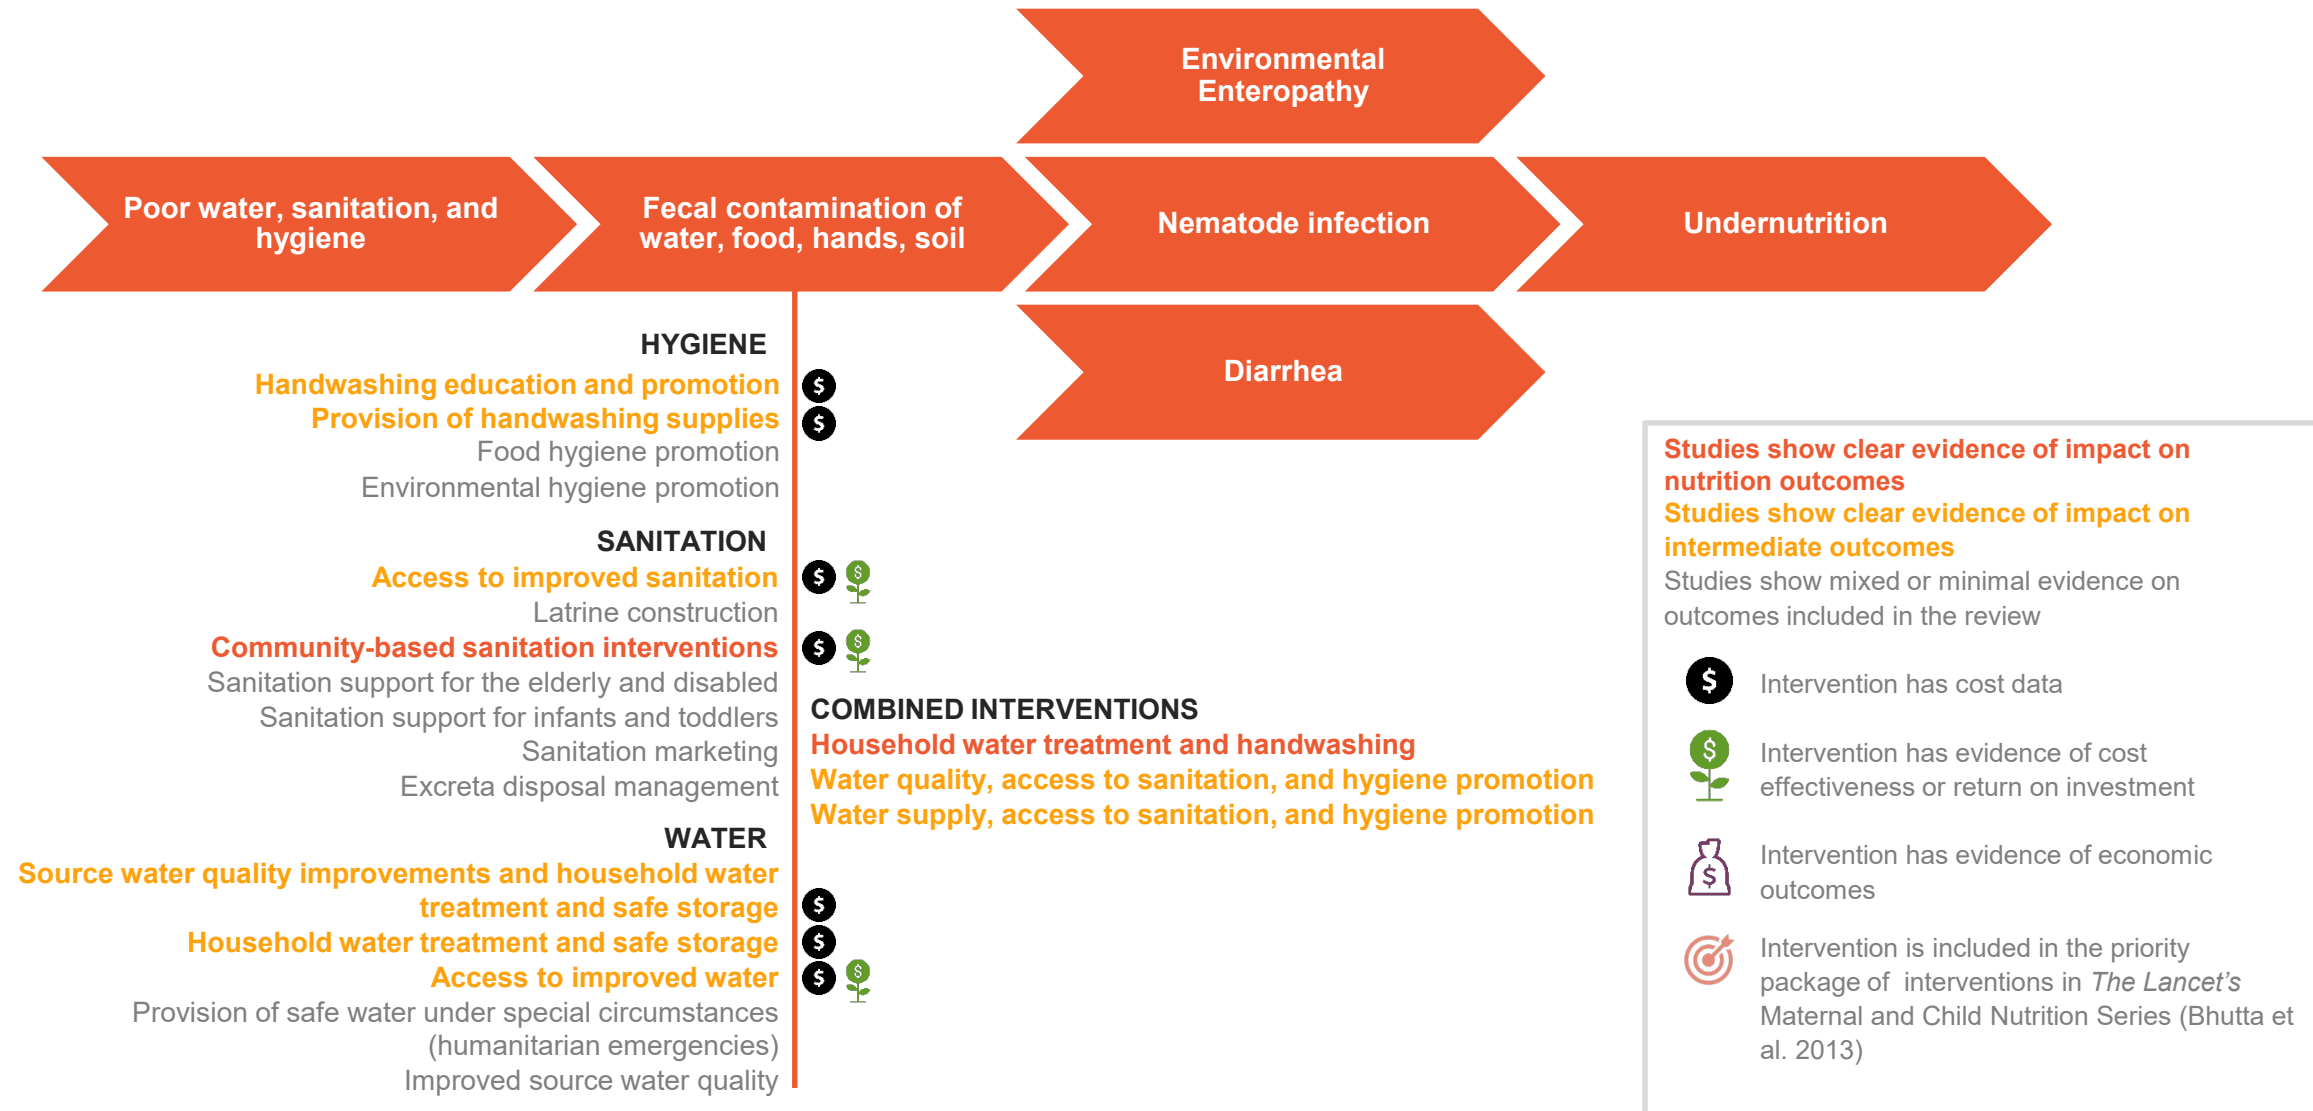 Environmental
Enteropathy
Poor water, sanitation, and
hygiene
Fecal contamination of
water, food, hands, soil
Nematode infection
Undernutrition
Diarrhea
HYGIENE
Handwashing education and promotion
$
Provision of handwashing supplies
$
Food hygiene promotion
Environmental hygiene promotion
SANITATION
Access to improved sanitation
$ $
Latrine construction
Community-based sanitation interventions
$ $
Sanitation support for the elderly and disabled
Sanitation support for infants and toddlers
Sanitation marketing
Excreta disposal management
WATER
Source water quality improvements and household water
treatment and safe storage
$
Household water treatment and safe storage
$
Access to improved water
$ $
Provision of safe water under special circumstances
(humanitarian emergencies)
Improved source water quality
COMBINED INTERVENTIONS
Household water treatment and handwashing
Water quality, access to sanitation, and hygiene promotion
Water supply, access to sanitation, and hygiene promotion
Studies show clear evidence of impact on
nutrition outcomes
Studies show clear evidence of impact on
intermediate outcomes
Studies show mixed or minimal evidence on
outcomes included in the review
$ Intervention has cost data
$ Intervention has evidence of cost
effectiveness or return on investment
$ Intervention has evidence of economic
outcomes
Intervention is included in the priority
package of interventions in The Lancet's
Maternal and Child Nutrition Series (Bhutta et
al. 2013)